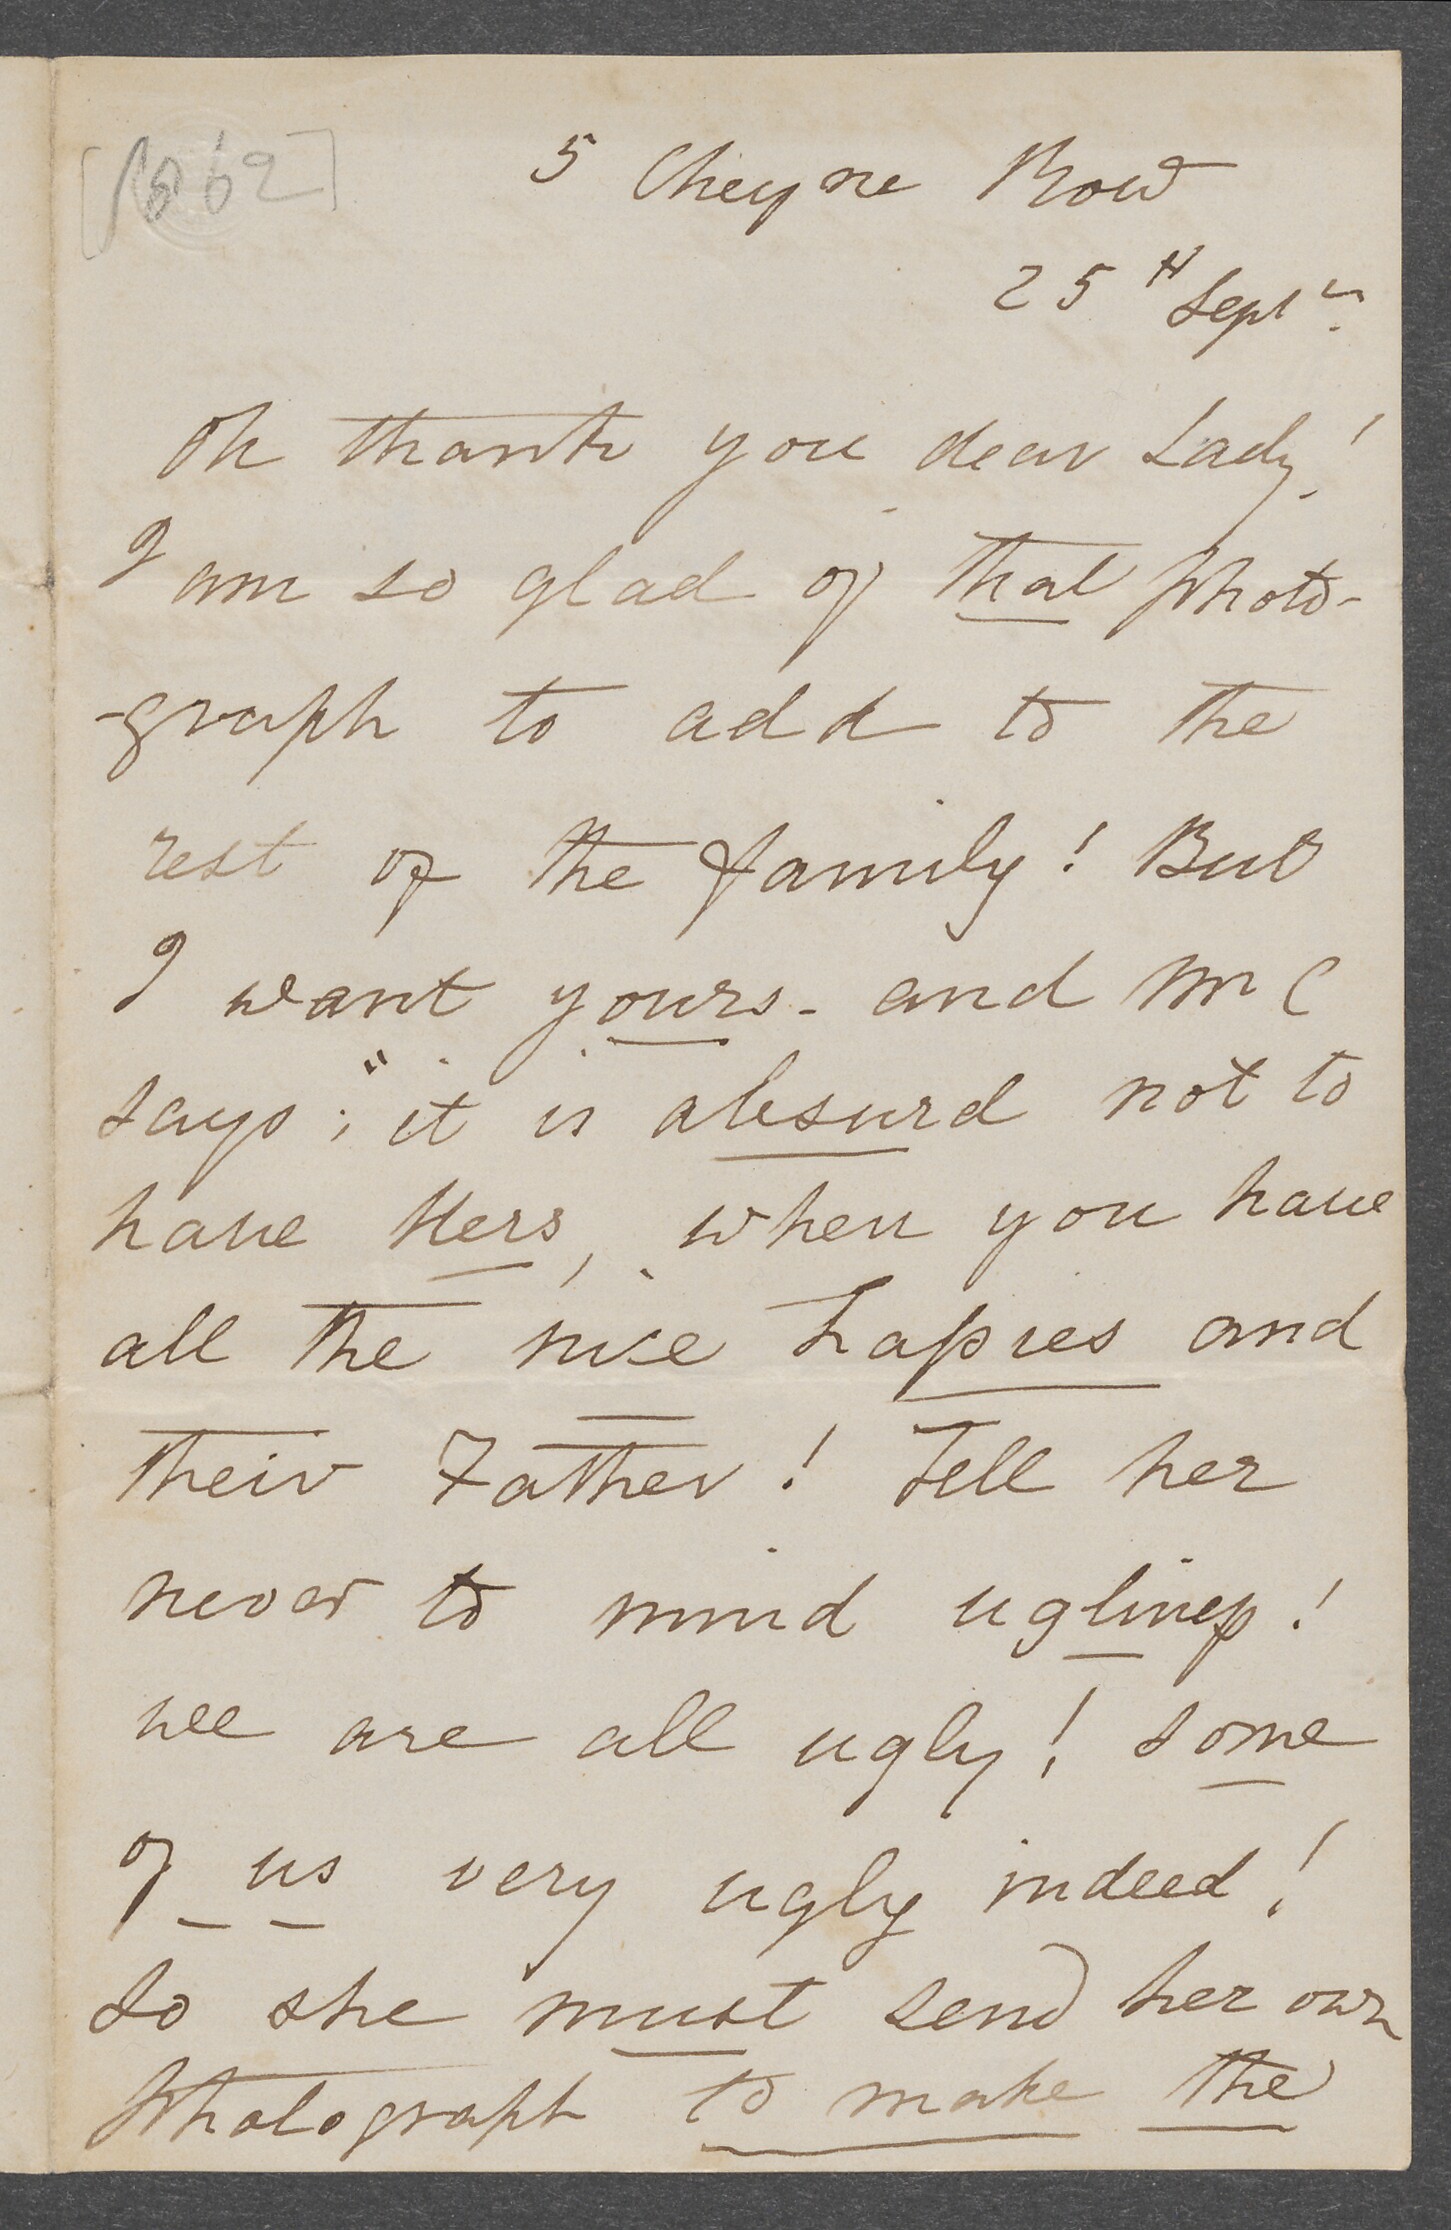 [1862]
5 Cheyne Row
25th Septr.
Oh thank you dear Lady!
I am so glad of that photo-
-graph to add to the
rest of the family! But
I want yours - and Mr C
says; "it is absurd not to
have Hers, when you have
all the nice Lassies and
their Father! Tell her
never to mind ugliness!
we are all ugly! some
of us very ugly indeed!
So she must send her own
Photograph to make the